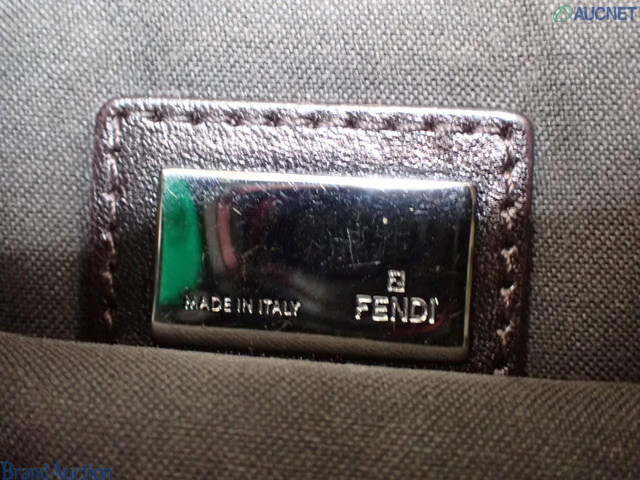 AUCNET
MADE IN ITALY
FENDI
Brand Auction